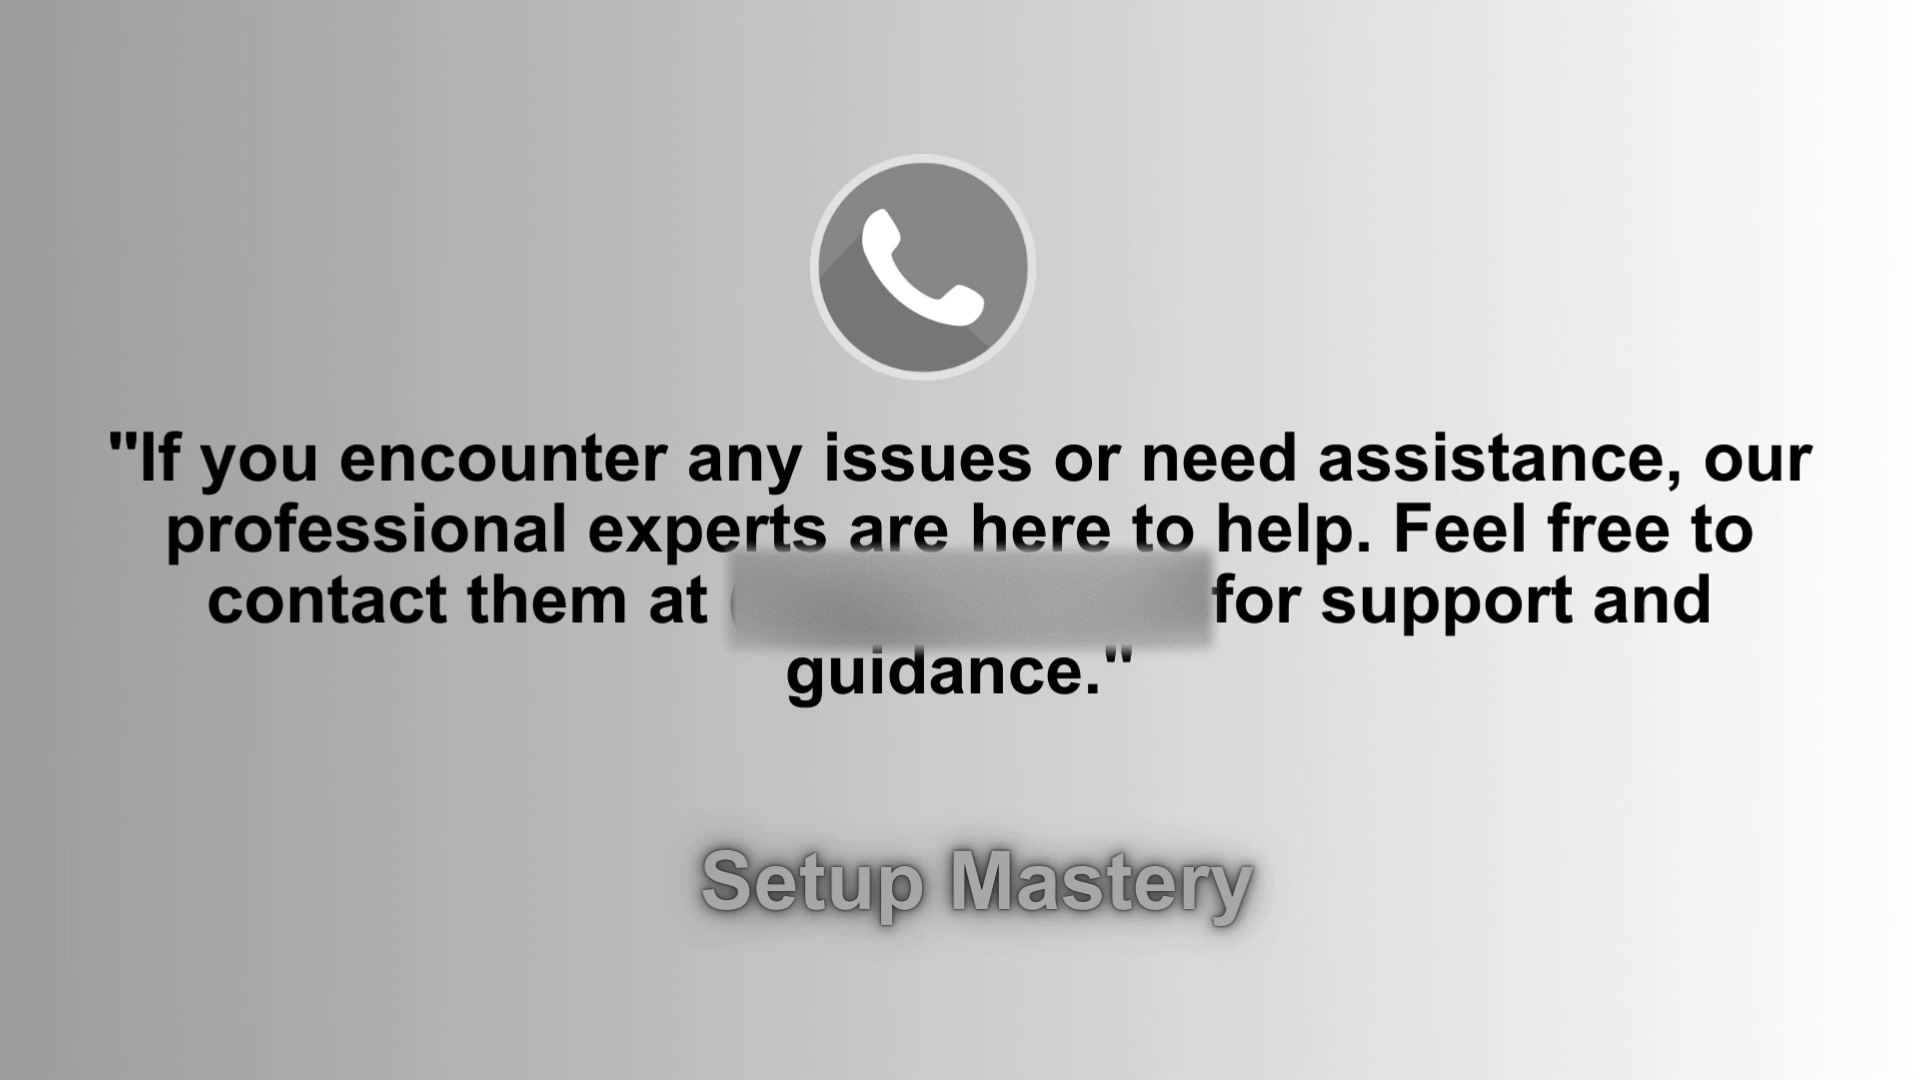 "If you encounter any issues or need assistance, our
professional experts are here to help. Feel free to
contact them at for support and
guidance."
Setup Mastery